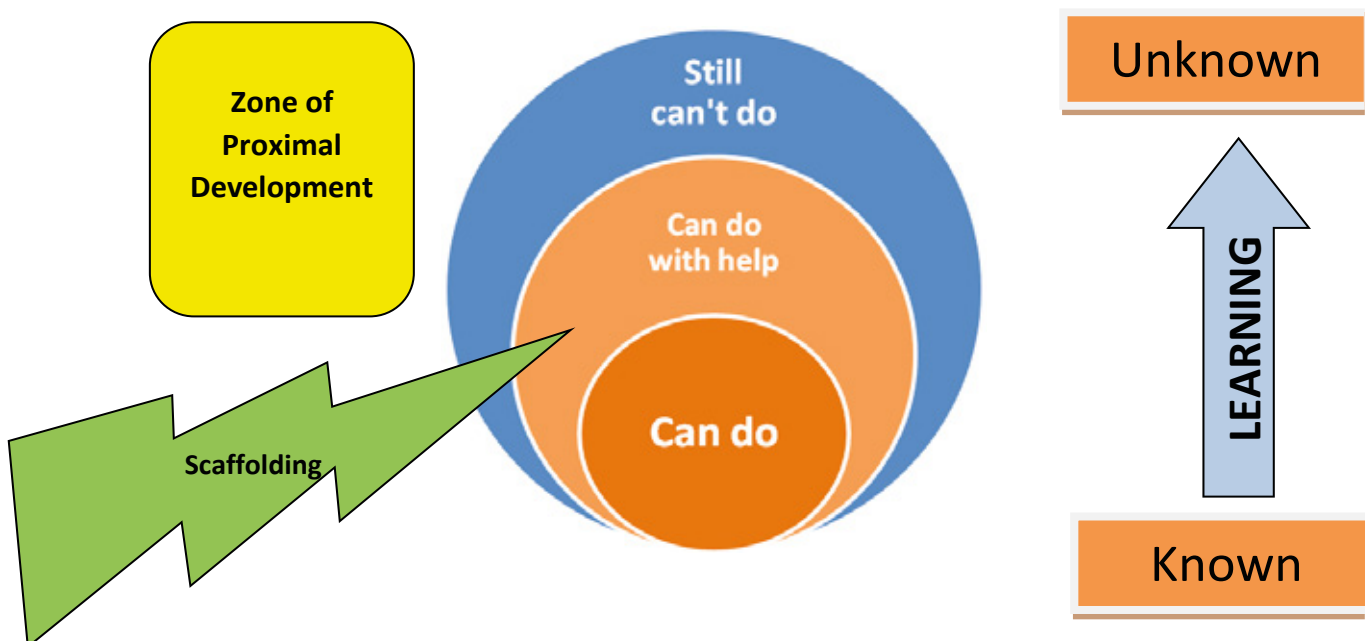 Zone of
Proximal
Development
Still
can't do
Can do
with help
Can do
Scaffolding
Unknown
LEARNING
Known